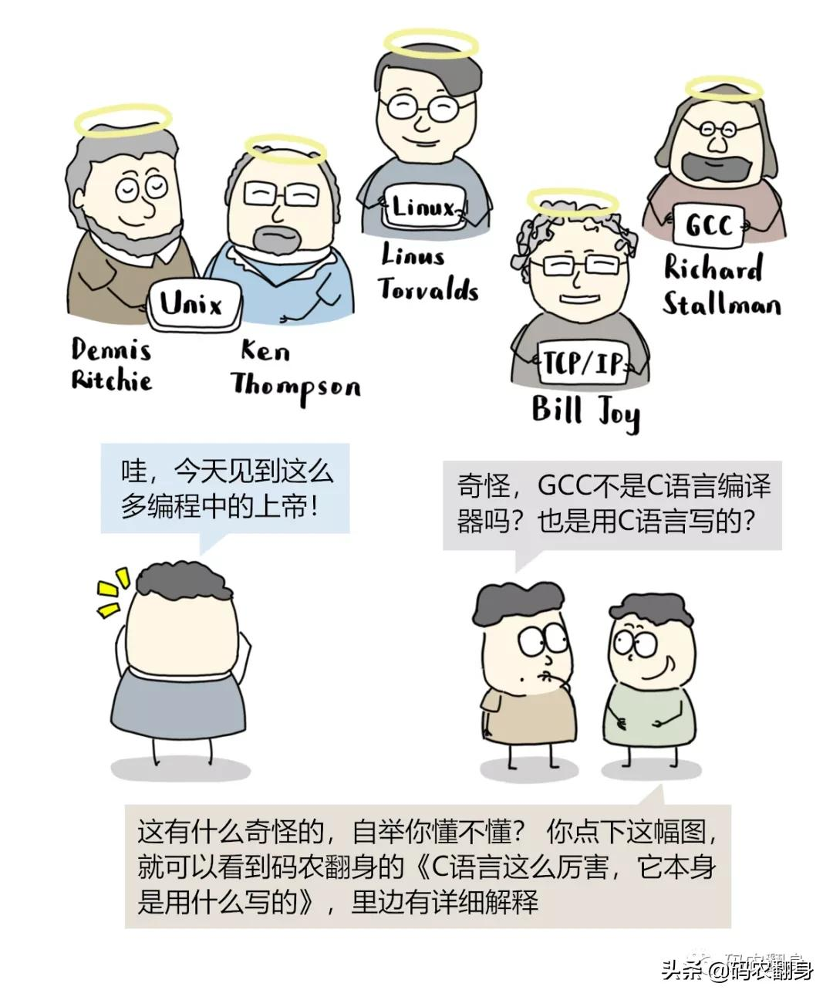 Linux
GCC
Linus
Torvalds
Richard
Stallman
Unix
TCP/IP
Dennis
Ritchie
Ken
Thompson
Bill Joy
哇，今天见到这么
多编程中的上帝！
奇怪，GCC不是C语言编译
器吗？也是用C语言写的？
这有什么奇怪的，自举你懂不懂？ 你点下这幅图，
就可以看到码农翻身的《C语言这么厉害，它本身
是用什么写的》，里边有详细解释
码农翻身
头条 @码农翻身